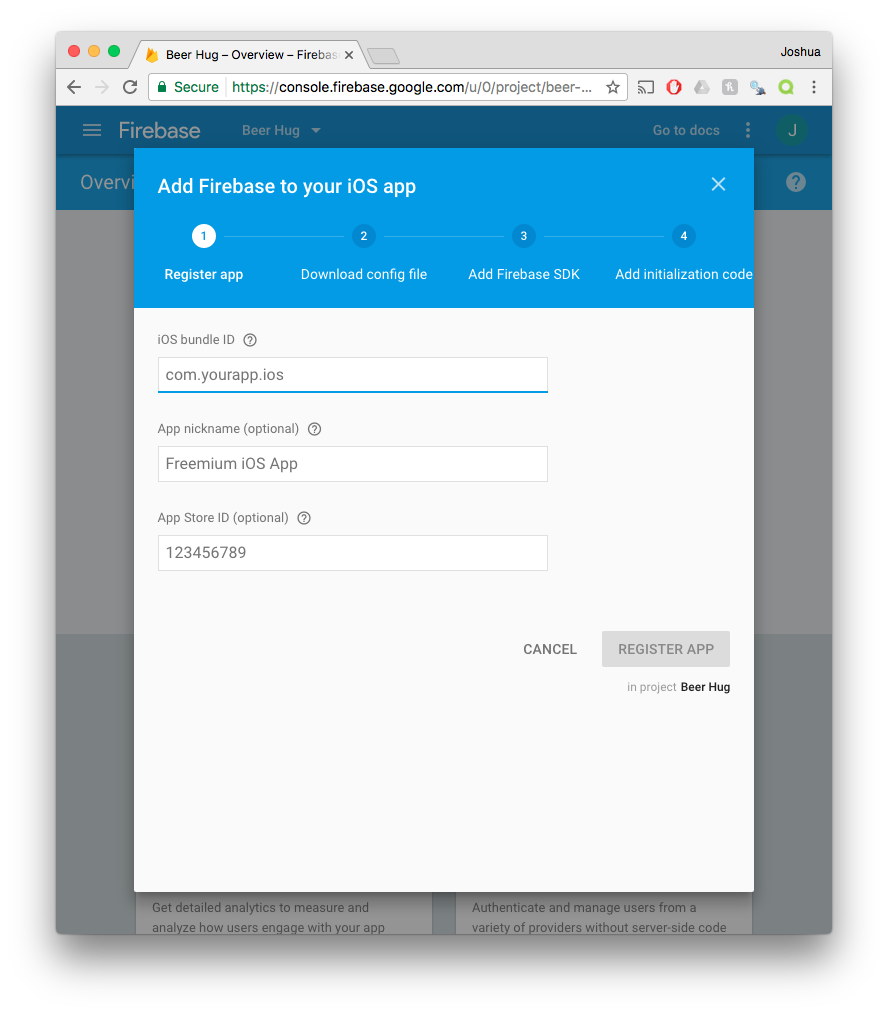 Beer Hug – Overview – Firebas
Joshua
Secure https://console.firebase.google.com/u/0/project/beer-...
Firebase Beer Hug Go to docs J
Overvi
Add Firebase to your iOS app
1 2 3 4
Register app Download config file Add Firebase SDK Add initialization code
iOS bundle ID
com.yourapp.ios
App nickname (optional)
Freemium iOS App
App Store ID (optional)
123456789
CANCEL REGISTER APP
in project Beer Hug
Get detailed analytics to measure and
analyze how users engage with your app
Authenticate and manage users from a
variety of providers without server-side code